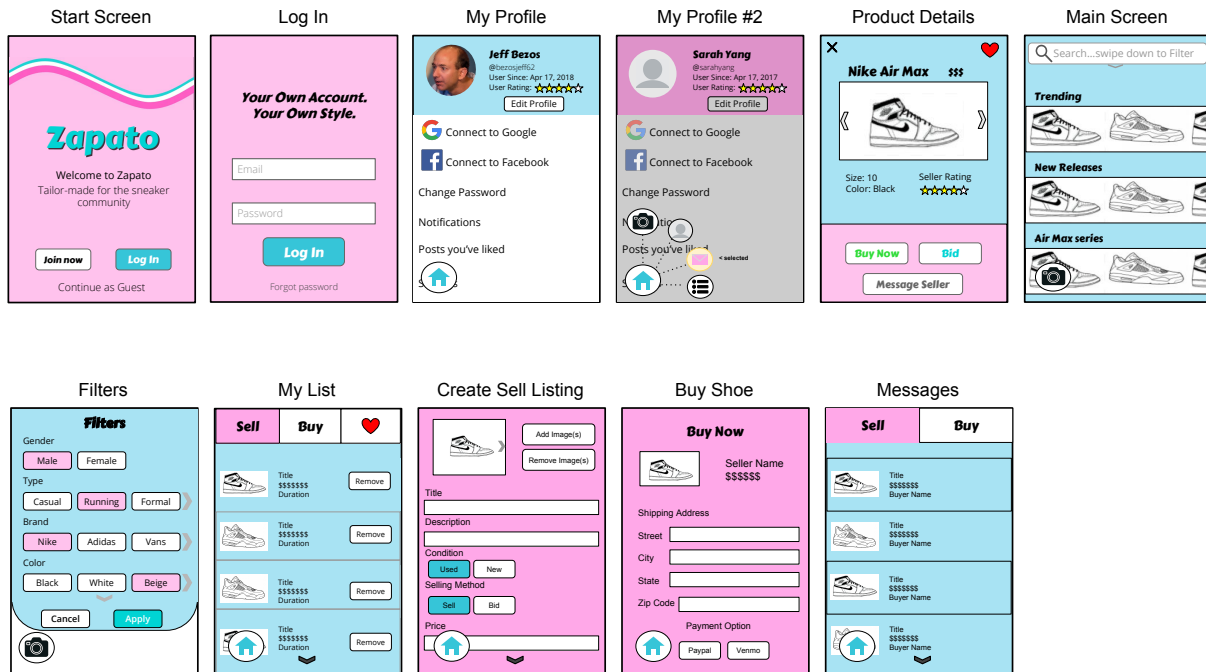 Start Screen
Log In
My Profile
My Profile #2
Product Details
Main Screen
Zapato
Welcome to Zapato
Tailor-made for the sneaker
community
Join now
Log In
Continue as Guest
Your Own Account.
Your Own Style.
Email
Password
Log In
Forgot password
Jeff Bezos
@bezosjeff62
User Since: Apr 17, 2018
User Rating:
Edit Profile
Connect to Google
Connect to Facebook
Change Password
Notifications
Posts you've liked
Sarah Yang
@sarahyang
User Since: Apr 17, 2017
User Rating:
Edit Profile
Connect to Google
Connect to Facebook
Change Password
Posts you've liked
< selected
X
Nike Air Max $$$
Size: 10
Color: Black
Seller Rating
Buy Now
Bid
Message Seller
Search...swipe down to Filter
Trending
New Releases
Air Max series
Filters
My List
Create Sell Listing
Buy Shoe
Messages
Filters
Gender
Male
Female
Type
Casual
Running
Formal
Brand
Nike
Adidas
Vans
Color
Black
White
Beige
Cancel
Apply
Sell
Buy
Title
$$$$$$$
Duration
Remove
Title
$$$$$$$
Duration
Remove
Title
$$$$$$$
Duration
Remove
Title
$$$$$$$
Duration
Remove
Add Image(s)
Remove Image(s)
Title
Description
Condition
Used
New
Selling Method
Sell
Bid
Price
Buy Now
Seller Name
$$$$$$
Shipping Address
Street
City
State
Zip Code
Payment Option
Paypal
Venmo
Sell
Buy
Title
$$$$$$$
Buyer Name
Title
$$$$$$$
Buyer Name
Title
$$$$$$$
Buyer Name
Title
$$$$$$$
Buyer Name